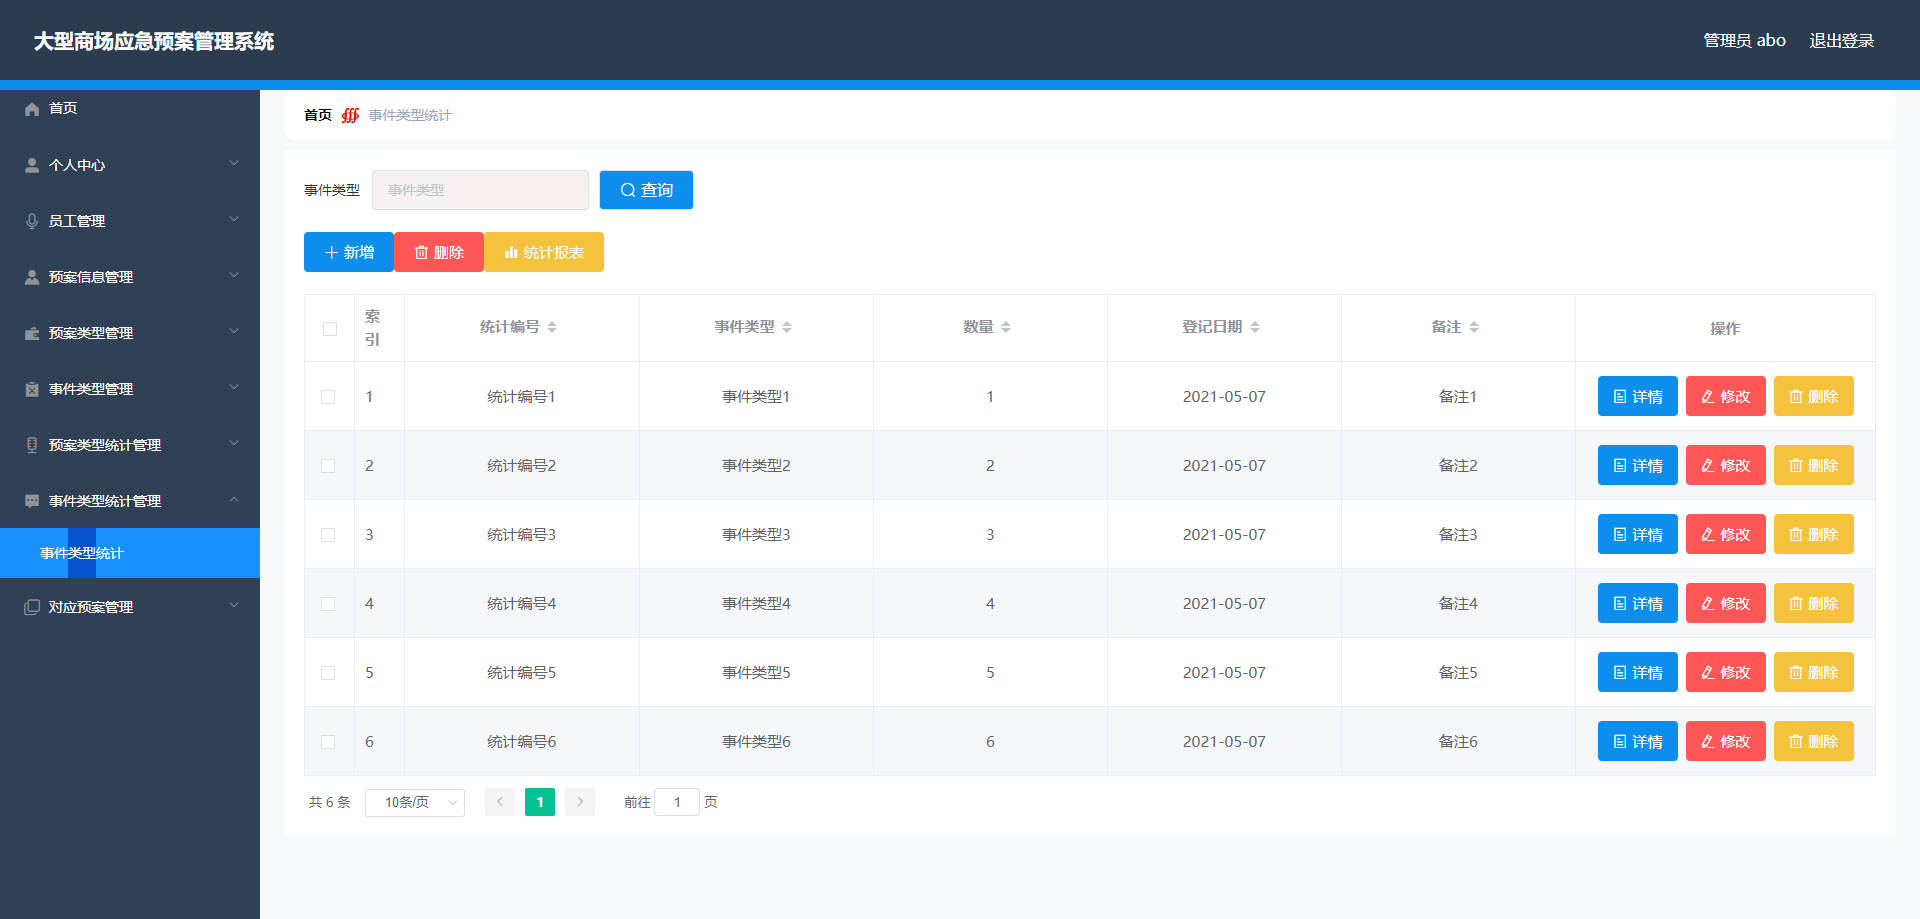 大型商场应急预案管理系统
管理员 abo 退出登录
首页
个人中心
员工管理
预案信息管理
预案类型管理
事件类型管理
预案类型统计管理
事件类型统计管理
事件类型统计
对应预案管理
首页 事件类型统计
事件类型 事件类型 查询
新增 删除 统计报表
索引 统计编号 事件类型 数量 登记日期 备注 操作
1 统计编号1 事件类型1 1 2021-05-07 备注1 详情 修改 删除
2 统计编号2 事件类型2 2 2021-05-07 备注2 详情 修改 删除
3 统计编号3 事件类型3 3 2021-05-07 备注3 详情 修改 删除
4 统计编号4 事件类型4 4 2021-05-07 备注4 详情 修改 删除
5 统计编号5 事件类型5 5 2021-05-07 备注5 详情 修改 删除
6 统计编号6 事件类型6 6 2021-05-07 备注6 详情 修改 删除
共 6 条 10条/页 1 前往 1 页